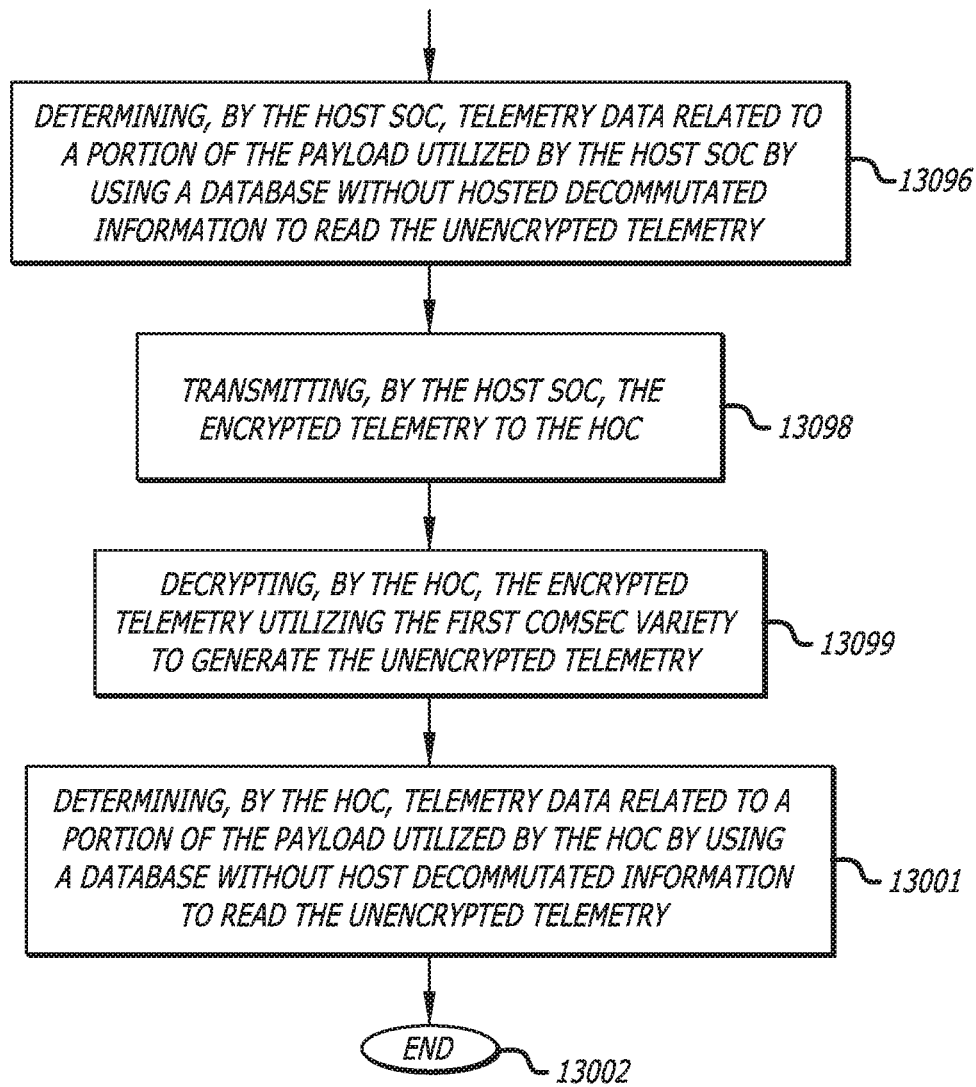 DETERMINING, BY THE HOST SOC, TELEMETRY DATA RELATED TO
A PORTION OF THE PAYLOAD UTILIZED BY THE HOST SOC BY
USING A DATABASE WITHOUT HOSTED DECOMMUTATED
INFORMATION TO READ THE UNENCRYPTED TELEMETRY
13096
TRANSMITTING, BY THE HOST SOC, THE
ENCRYPTED TELEMETRY TO THE HOC
13098
DECRYPTING, BY THE HOC, THE ENCRYPTED
TELEMETRY UTILIZING THE FIRST COMSEC VARIETY
TO GENERATE THE UNENCRYPTED TELEMETRY
13099
DETERMINING, BY THE HOC, TELEMETRY DATA RELATED TO A
PORTION OF THE PAYLOAD UTILIZED BY THE HOC BY USING
A DATABASE WITHOUT HOST DECOMMUTATED INFORMATION
TO READ THE UNENCRYPTED TELEMETRY
13001
END
13002